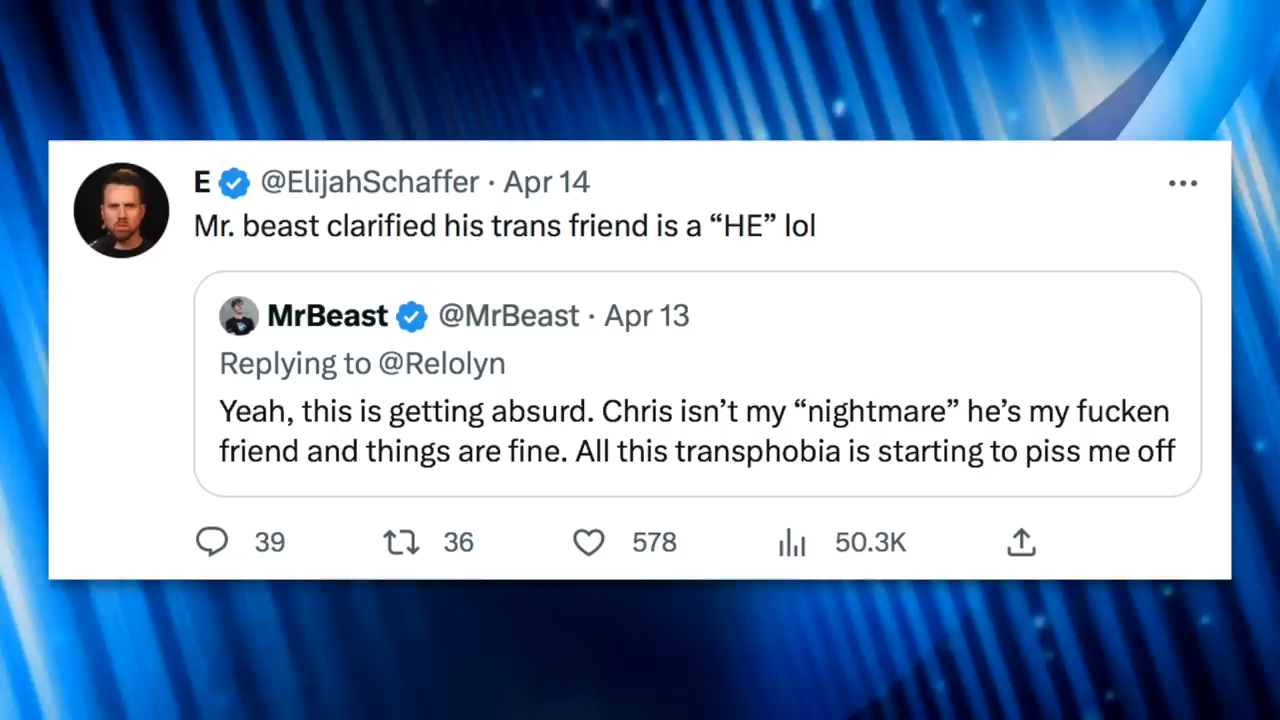 E @ElijahSchaffer · Apr 14
Mr. beast clarified his trans friend is a “HE” lol
MrBeast @MrBeast · Apr 13
Replying to @Relolyn
Yeah, this is getting absurd. Chris isn’t my “nightmare” he’s my fucken
friend and things are fine. All this transphobia is starting to piss me off
39 36 578 50.3K